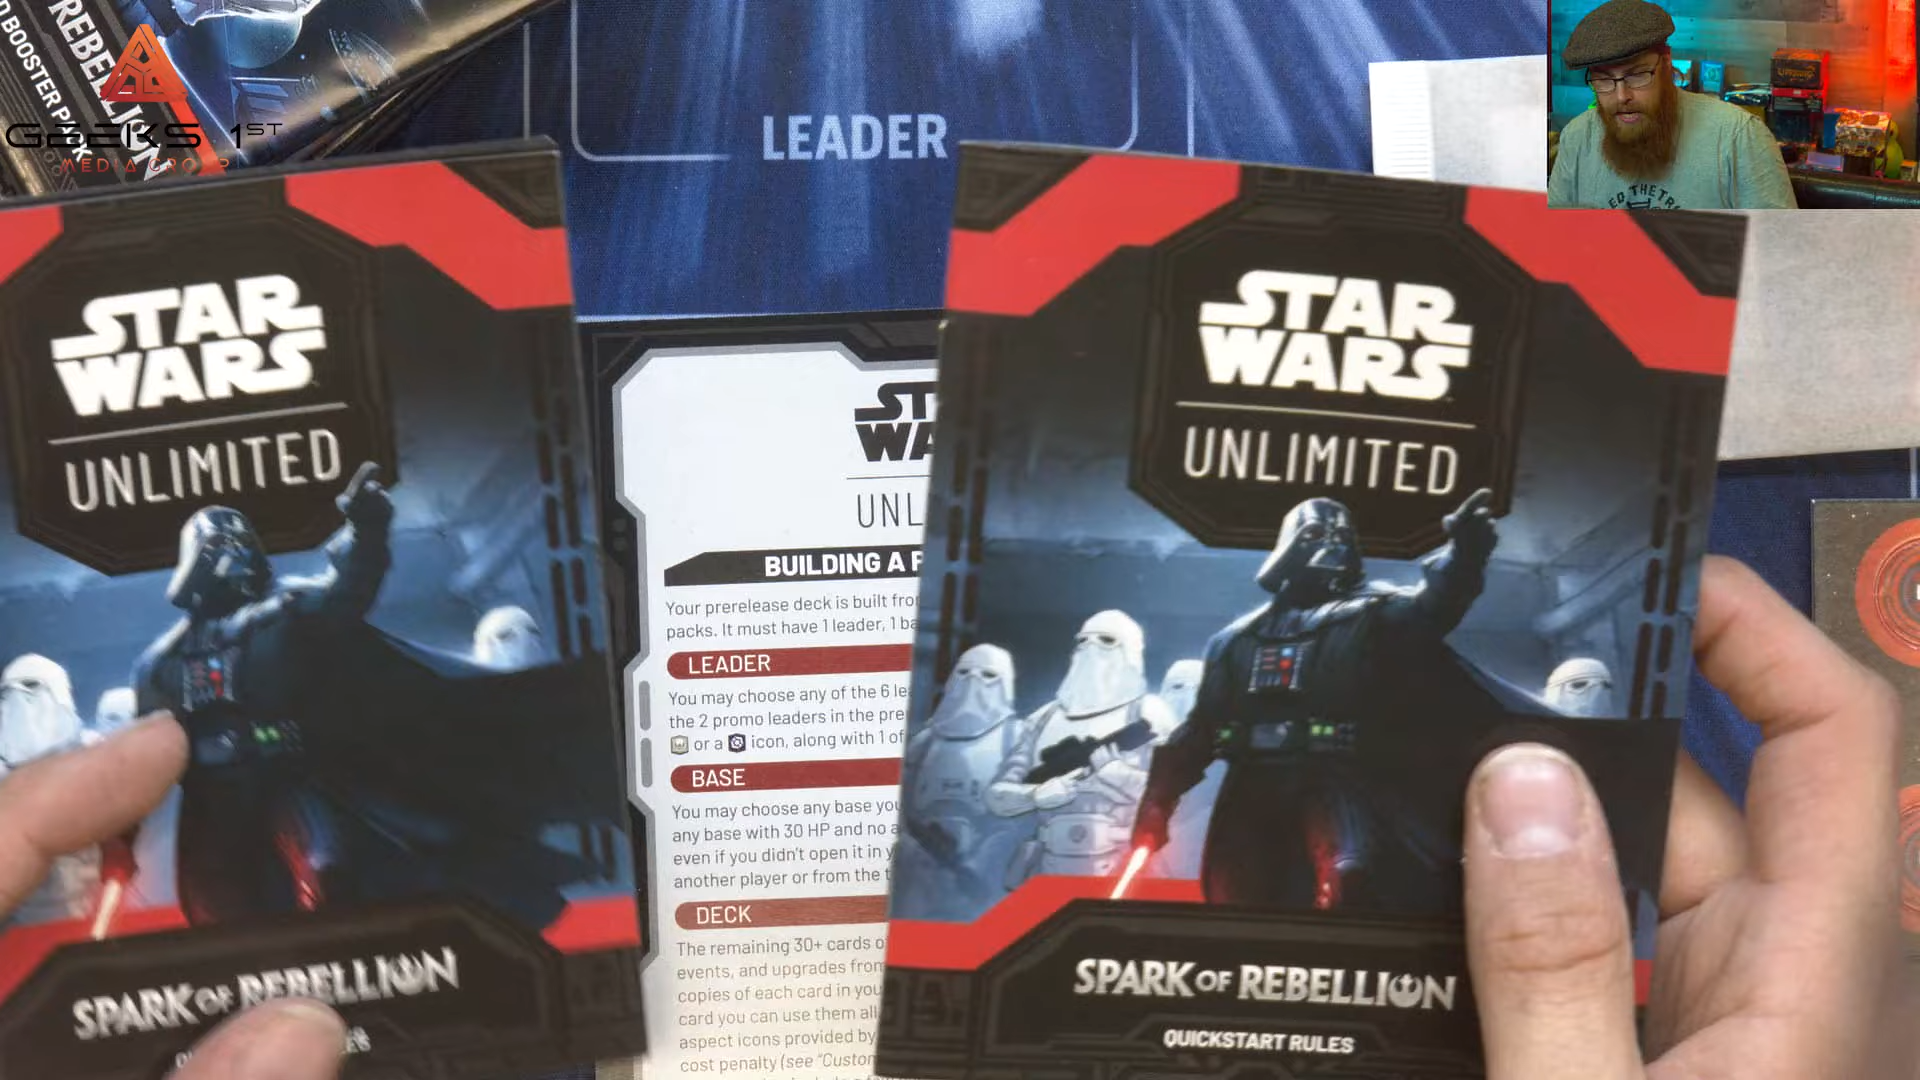 REBELLION
D BOOSTER PACK
GEEKS 1ST
MEDIA GROUP
LEADER
ED THE TR
STAR
WARS
UNLIMITED
SPARK OF REBELLION
ST
WA
UNL
BUILDING A P
Your prerelease deck is built fro
packs. It must have 1 leader, 1 ba
LEADER
You may choose any of the 6 le
the 2 promo leaders in the pre
or a icon, along with 1 of
BASE
You may choose any base you
any base with 30 HP and no a
even if you didn't open it in y
another player or from the t
DECK
The remaining 30+ cards o
events, and upgrades from
copies of each card in you
card you can use them all
aspect icons provided by
cost penalty (see "Custom
STAR
WARS
UNLIMITED
SPARK OF REBELLION
QUICKSTART RULES